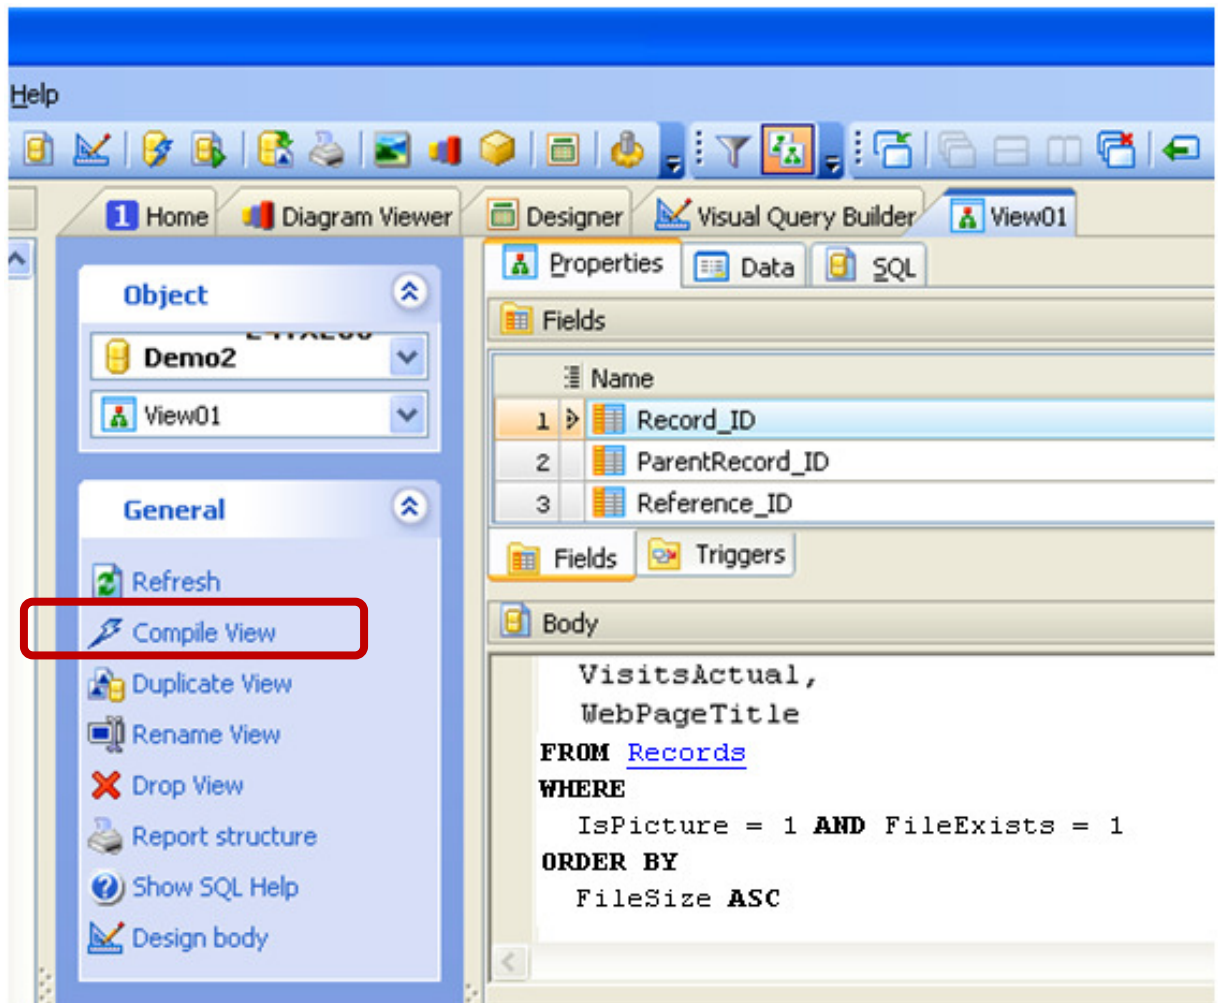 Help
1 Home
Diagram Viewer
Designer
Visual Query Builder
View01
Properties
Data
SQL
Object
Demo2
View01
General
Refresh
Compile View
Duplicate View
Rename View
Drop View
Report structure
Show SQL Help
Design body
Fields
Name
1 Record_ID
2 ParentRecord_ID
3 Reference_ID
Fields
Triggers
Body
VisitsActual,
WebPageTitle
FROM Records
WHERE
IsPicture = 1 AND FileExists = 1
ORDER BY
FileSize ASC